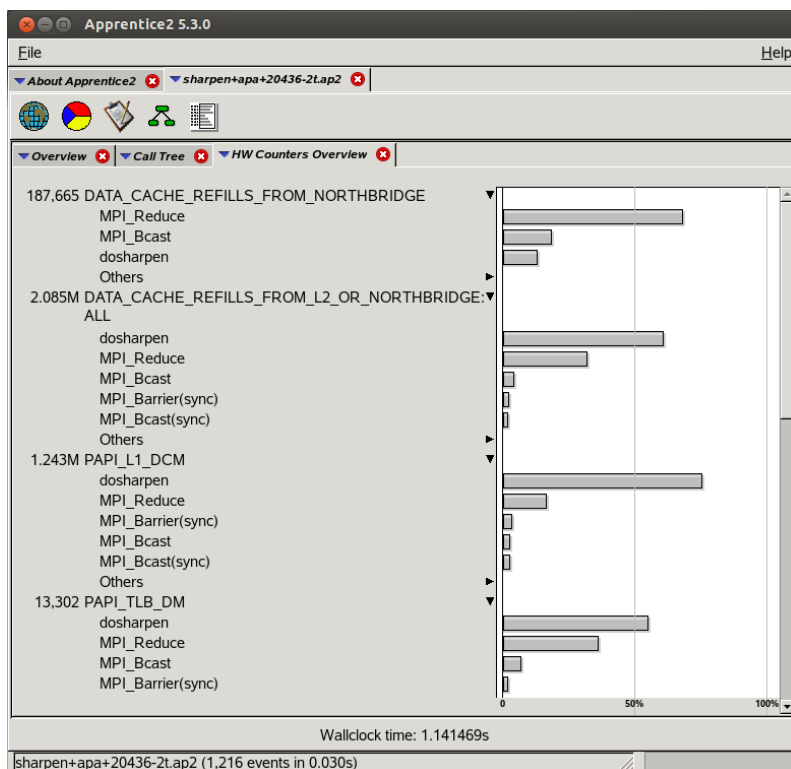 Apprentice2 5.3.0
File Help
About Apprentice2 sharpen+apa+20436-2t.ap2
Overview Call Tree HW Counters Overview
187,665 DATA_CACHE_REFILLS_FROM_NORTHBRIDGE
MPI_Reduce
MPI_Bcast
dosharpen
Others
2.085M DATA_CACHE_REFILLS_FROM_L2_OR_NORTHBRIDGE:
ALL
dosharpen
MPI_Reduce
MPI_Bcast
MPI_Barrier(sync)
MPI_Bcast(sync)
Others
1.243M PAPI_L1_DCM
dosharpen
MPI_Reduce
MPI_Barrier(sync)
MPI_Bcast
MPI_Bcast(sync)
Others
13,302 PAPI_TLB_DM
dosharpen
MPI_Reduce
MPI_Bcast
MPI_Barrier(sync)
0 50% 100%
Wallclock time: 1.141469s
sharpen+apa+20436-2t.ap2 (1,216 events in 0.030s)